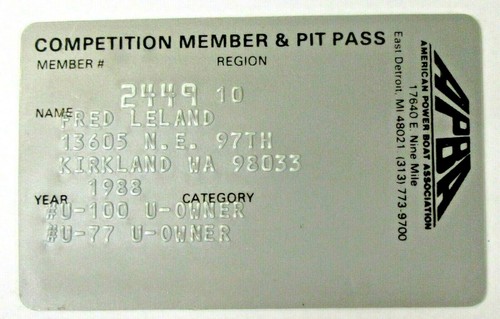 COMPETITION MEMBER & PIT PASS
MEMBER # REGION
2449 10
NAME
FRED LELAND
13605 N.E. 97TH
KIRKLAND WA 98033
1988
YEAR CATEGORY
#U-100 U-OWNER
#U-77 U-OWNER
APBA
AMERICAN POWER BOAT ASSOCIATION
17640 E. Nine Mile
East Detroit, MI 48021 (313) 773-9700